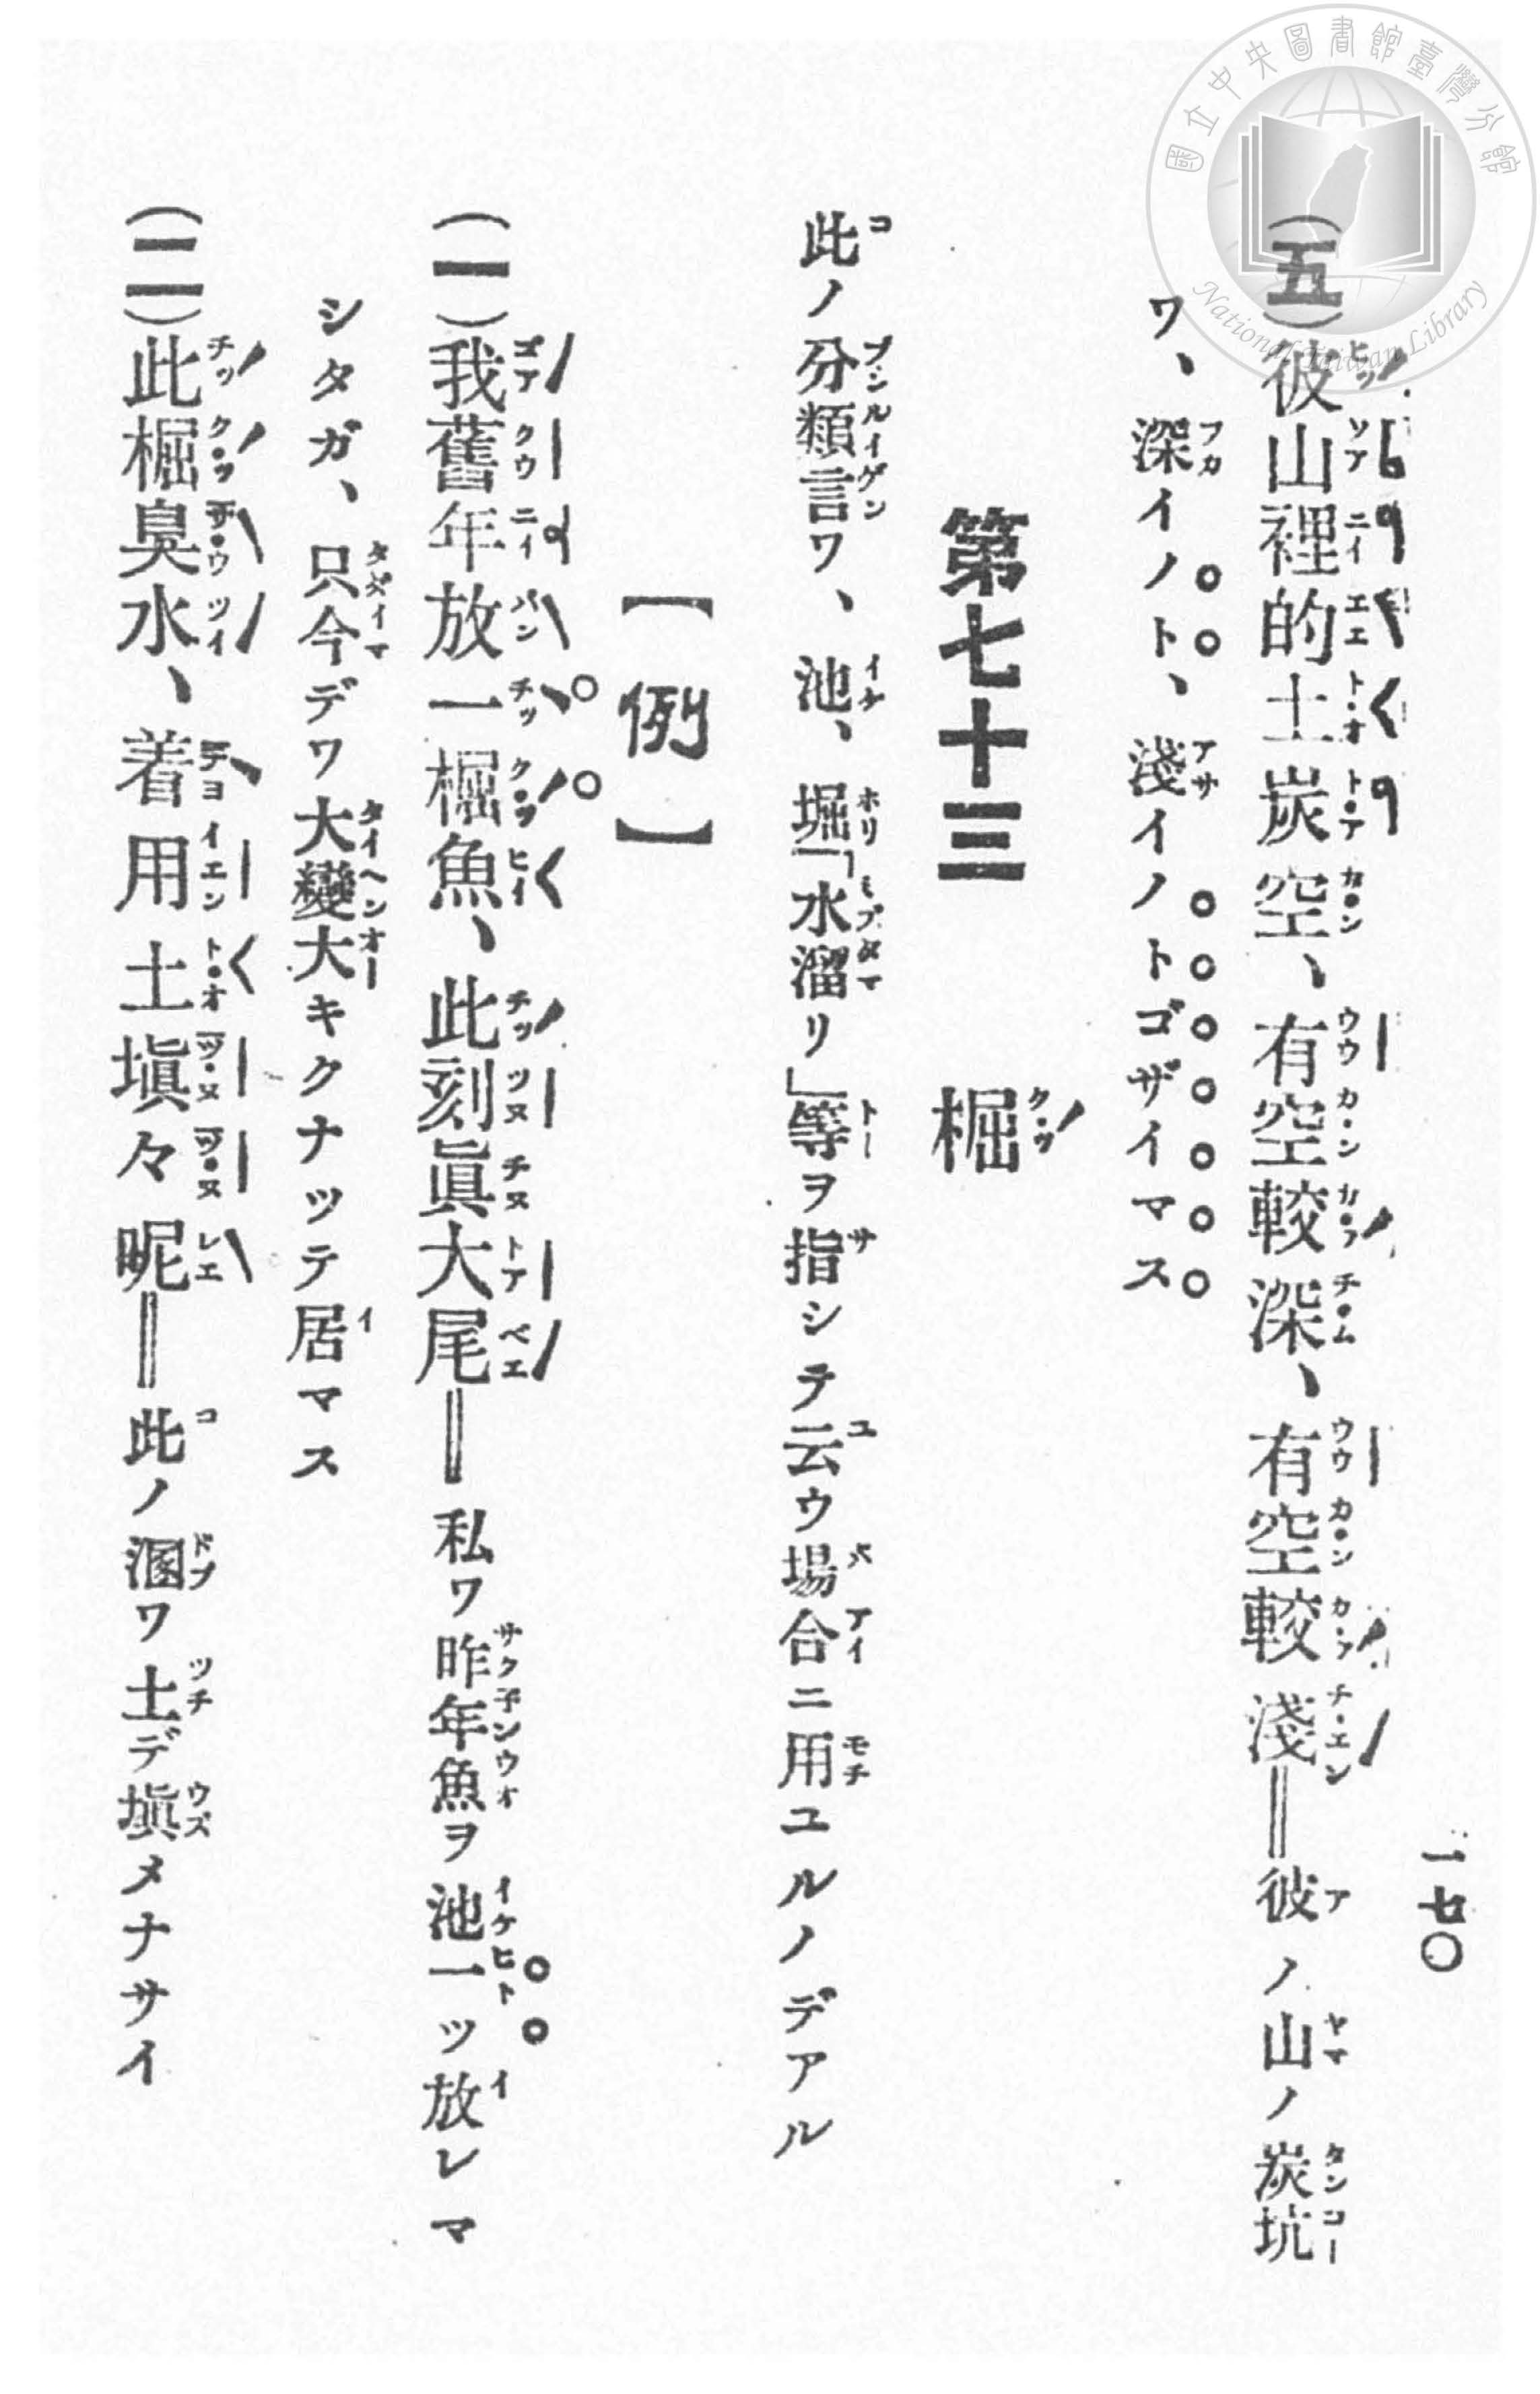 國立中央圖書館臺灣分館
National Taiwan Library
一七〇
(五)彼山裡的土炭空、有空較深、有空較淺‖彼ノ山ノ炭坑
ワ、深イノト、淺イノトゴザイマス
第七十三 堀
此ノ分類言ワ、池、堀「水溜リ」等ヲ指シテ云ウ場合ニ用ユルノデアル
【例】
(一)我舊年放一堀魚、此刻眞大尾‖私ワ昨年魚ヲ池一ッ放レマ
シタガ、只今デワ大變大キクナッテ居マス
(二)此堀臭水、着用土塡々呢‖此ノ溷ワ土デ塡メナサイ